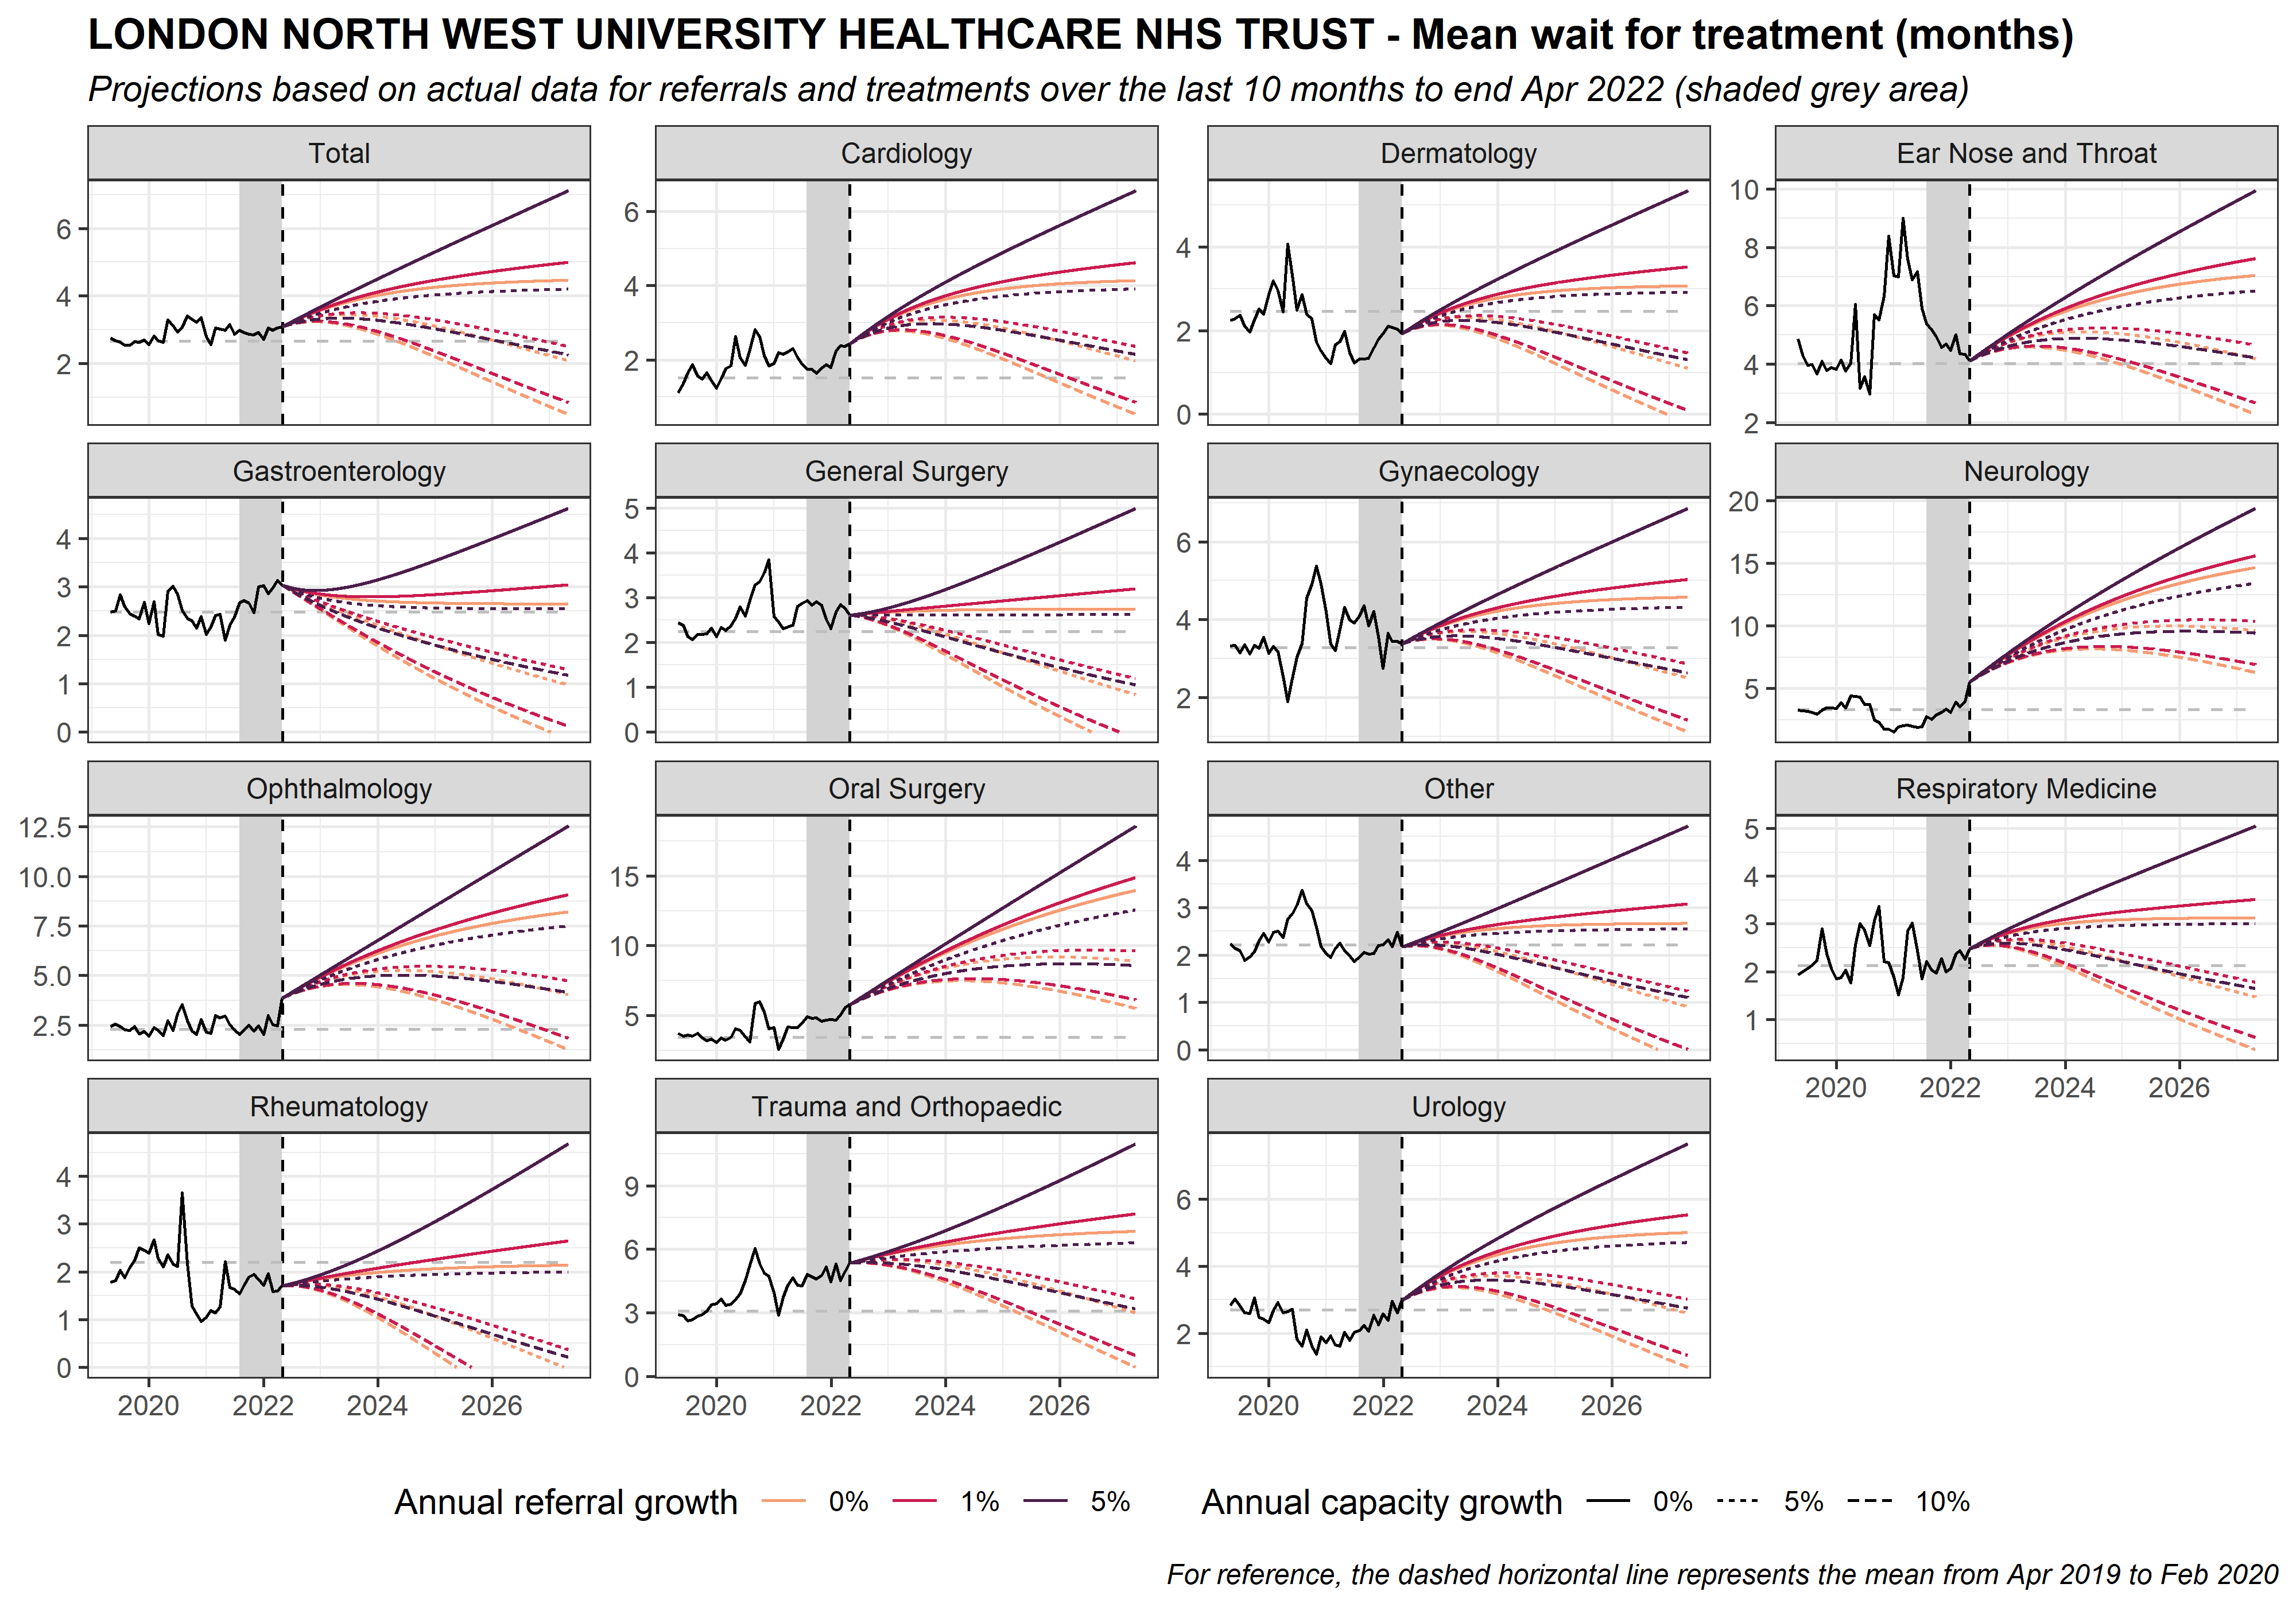 LONDON NORTH WEST UNIVERSITY HEALTHCARE NHS TRUST - Mean wait for treatment (months)
Projections based on actual data for referrals and treatments over the last 10 months to end Apr 2022 (shaded grey area)
Total
Cardiology
Dermatology
Ear Nose and Throat
6
4
2
6
4
2
4
2
0
10
8
6
4
2
Gastroenterology
General Surgery
Gynaecology
Neurology
4
3
2
1
0
5
4
3
2
1
0
6
4
2
20
15
10
5
Ophthalmology
Oral Surgery
Other
Respiratory Medicine
12.5
10.0
7.5
5.0
2.5
15
10
5
4
3
2
1
0
5
4
3
2
1
2020 2022 2024 2026
Rheumatology
Trauma and Orthopaedic
Urology
4
3
2
1
0
9
6
3
0
6
4
2
2020 2022 2024 2026
2020 2022 2024 2026
2020 2022 2024 2026
Annual referral growth 0% 1% 5%
Annual capacity growth 0% 5% 10%
For reference, the dashed horizontal line represents the mean from Apr 2019 to Feb 2020